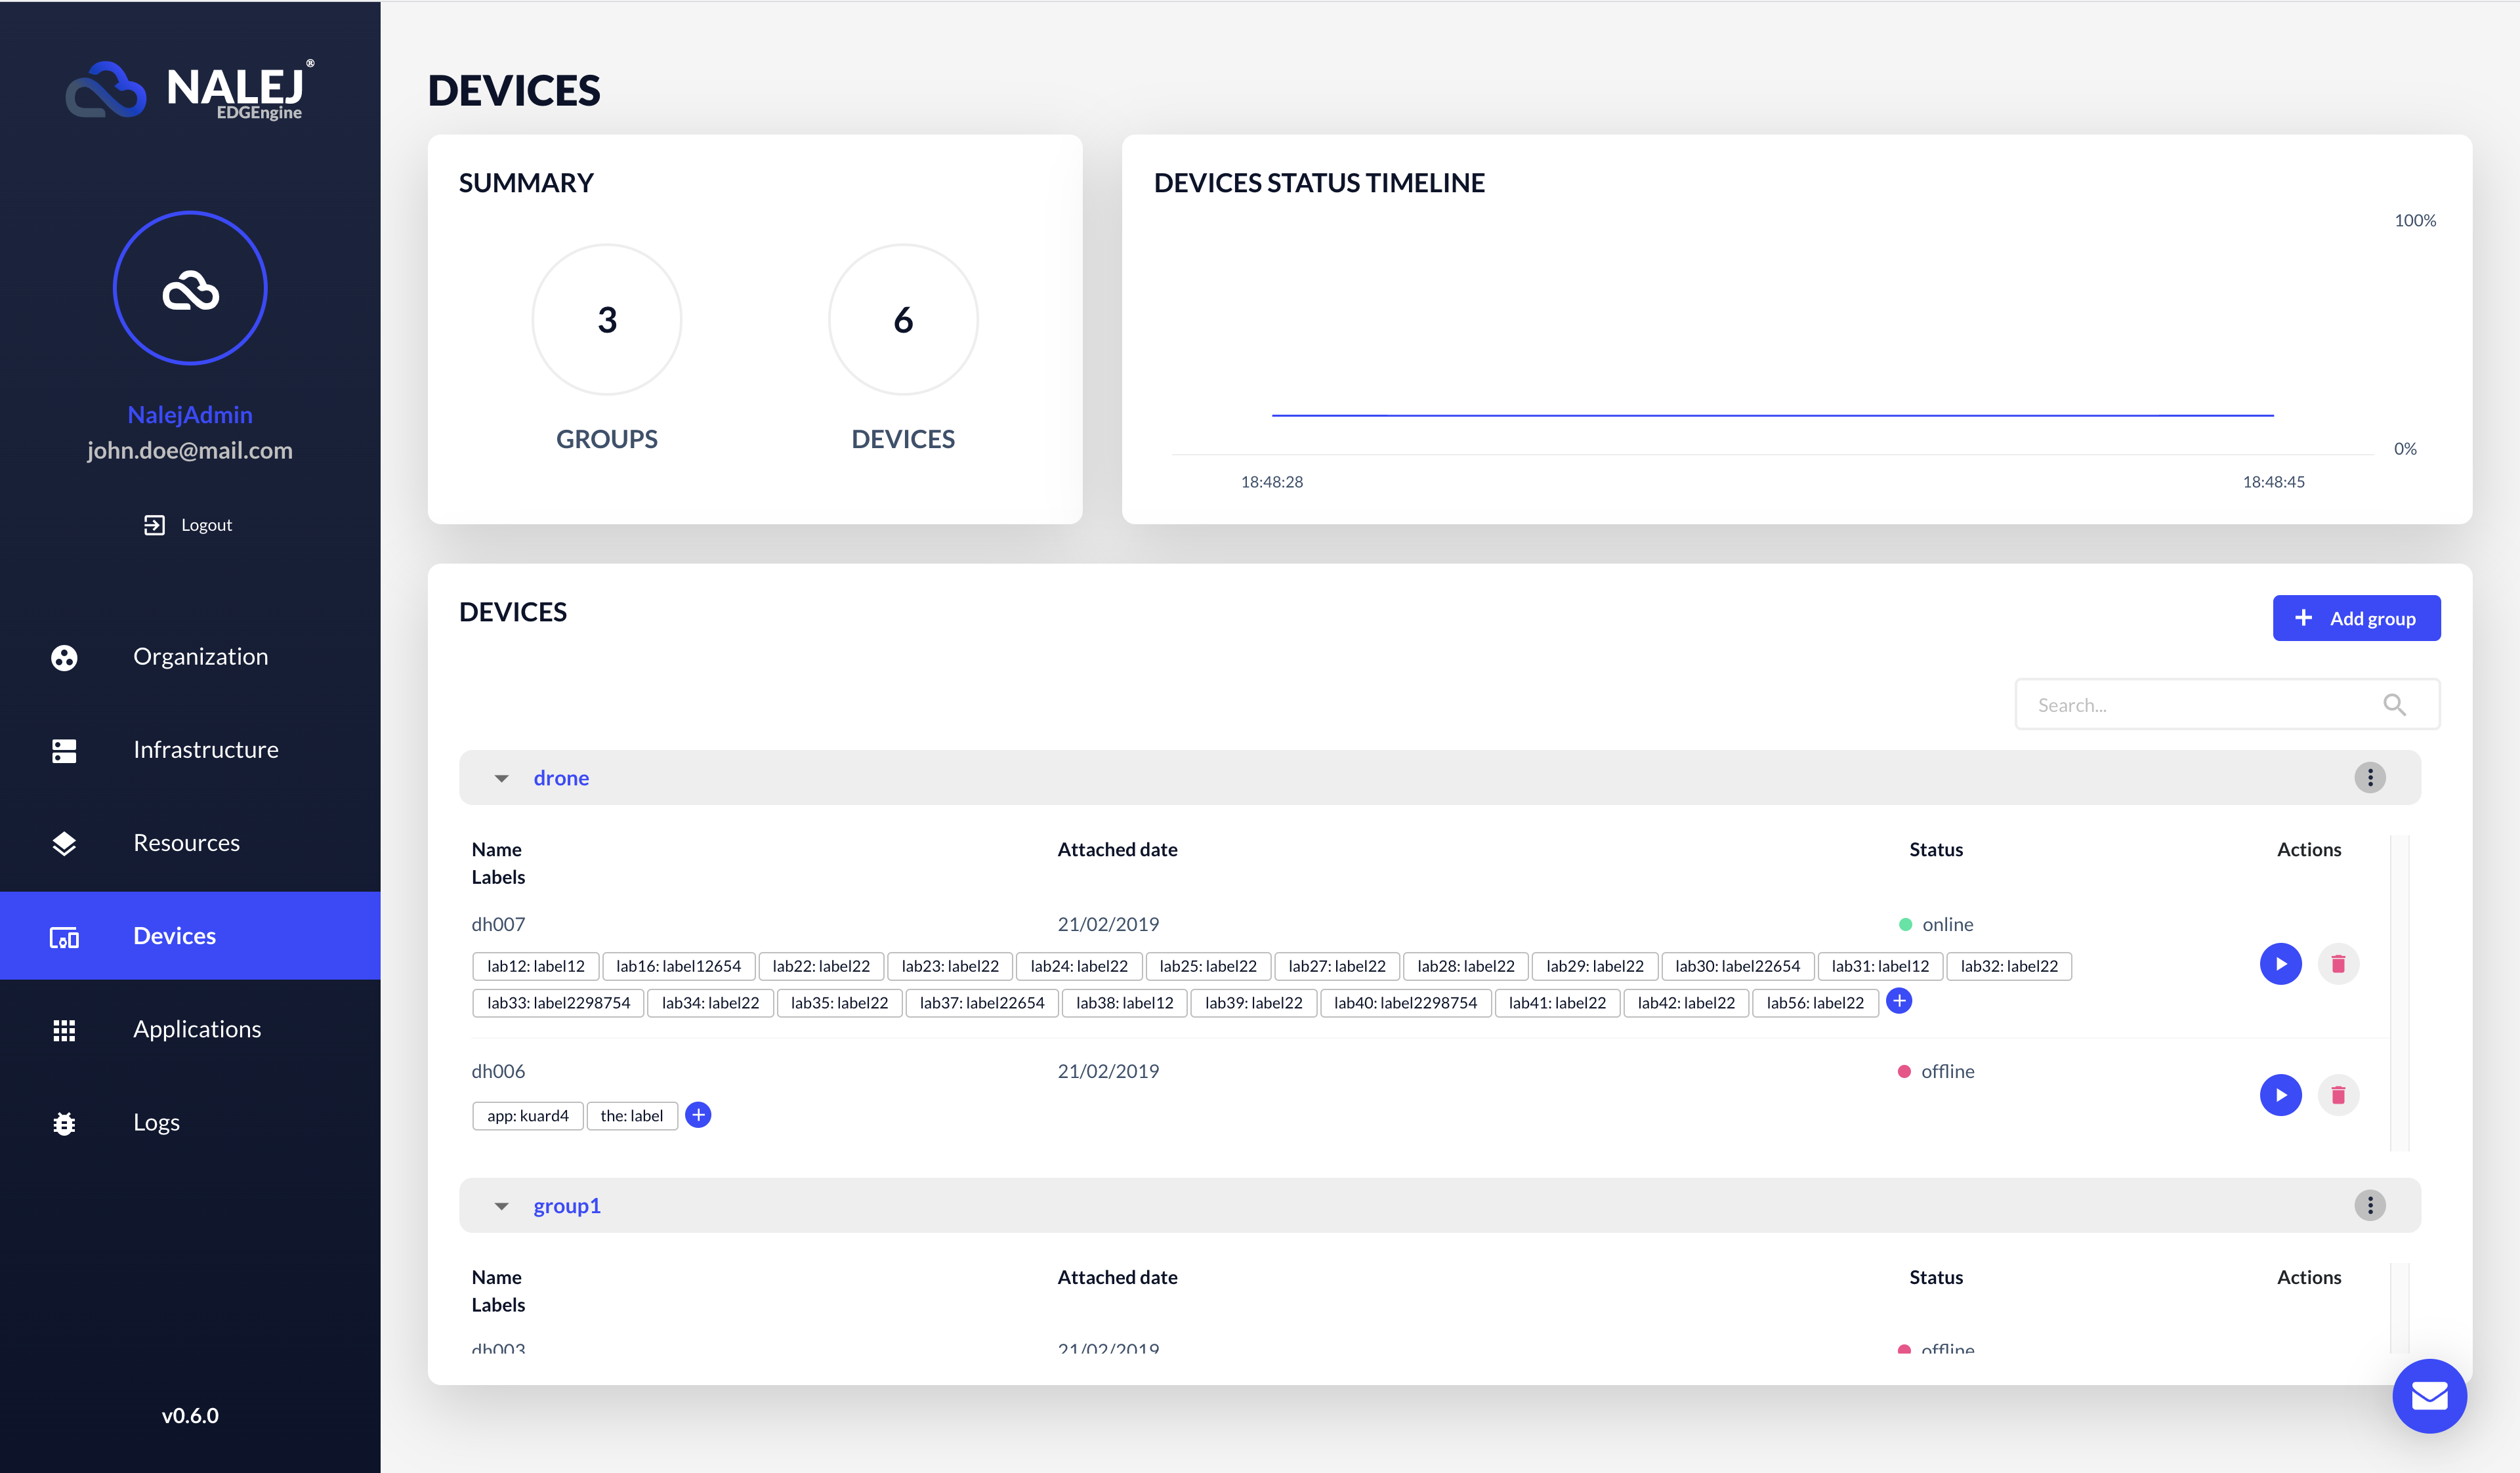 NALEJ®
EDGEngine
NalejAdmin
john.doe@mail.com
Logout
Organization
Infrastructure
Resources
Devices
Applications
Logs
v0.6.0
DEVICES
SUMMARY
3
6
GROUPS
DEVICES
DEVICES STATUS TIMELINE
100%
0%
18:48:28
18:48:45
DEVICES
Add group
Search...
drone
Name Attached date Status Actions
Labels
dh007 21/02/2019 online
lab12: label12 lab16: label12654 lab22: label22 lab23: label22 lab24: label22 lab25: label22 lab27: label22 lab28: label22 lab29: label22 lab30: label22654 lab31: label12 lab32: label22
lab33: label2298754 lab34: label22 lab35: label22 lab37: label22654 lab38: label12 lab39: label22 lab40: label2298754 lab41: label22 lab42: label22 lab56: label22
dh006 21/02/2019 offline
app: kuard4 the: label
group1
Name Attached date Status Actions
Labels
dh003 21/02/2019 offline